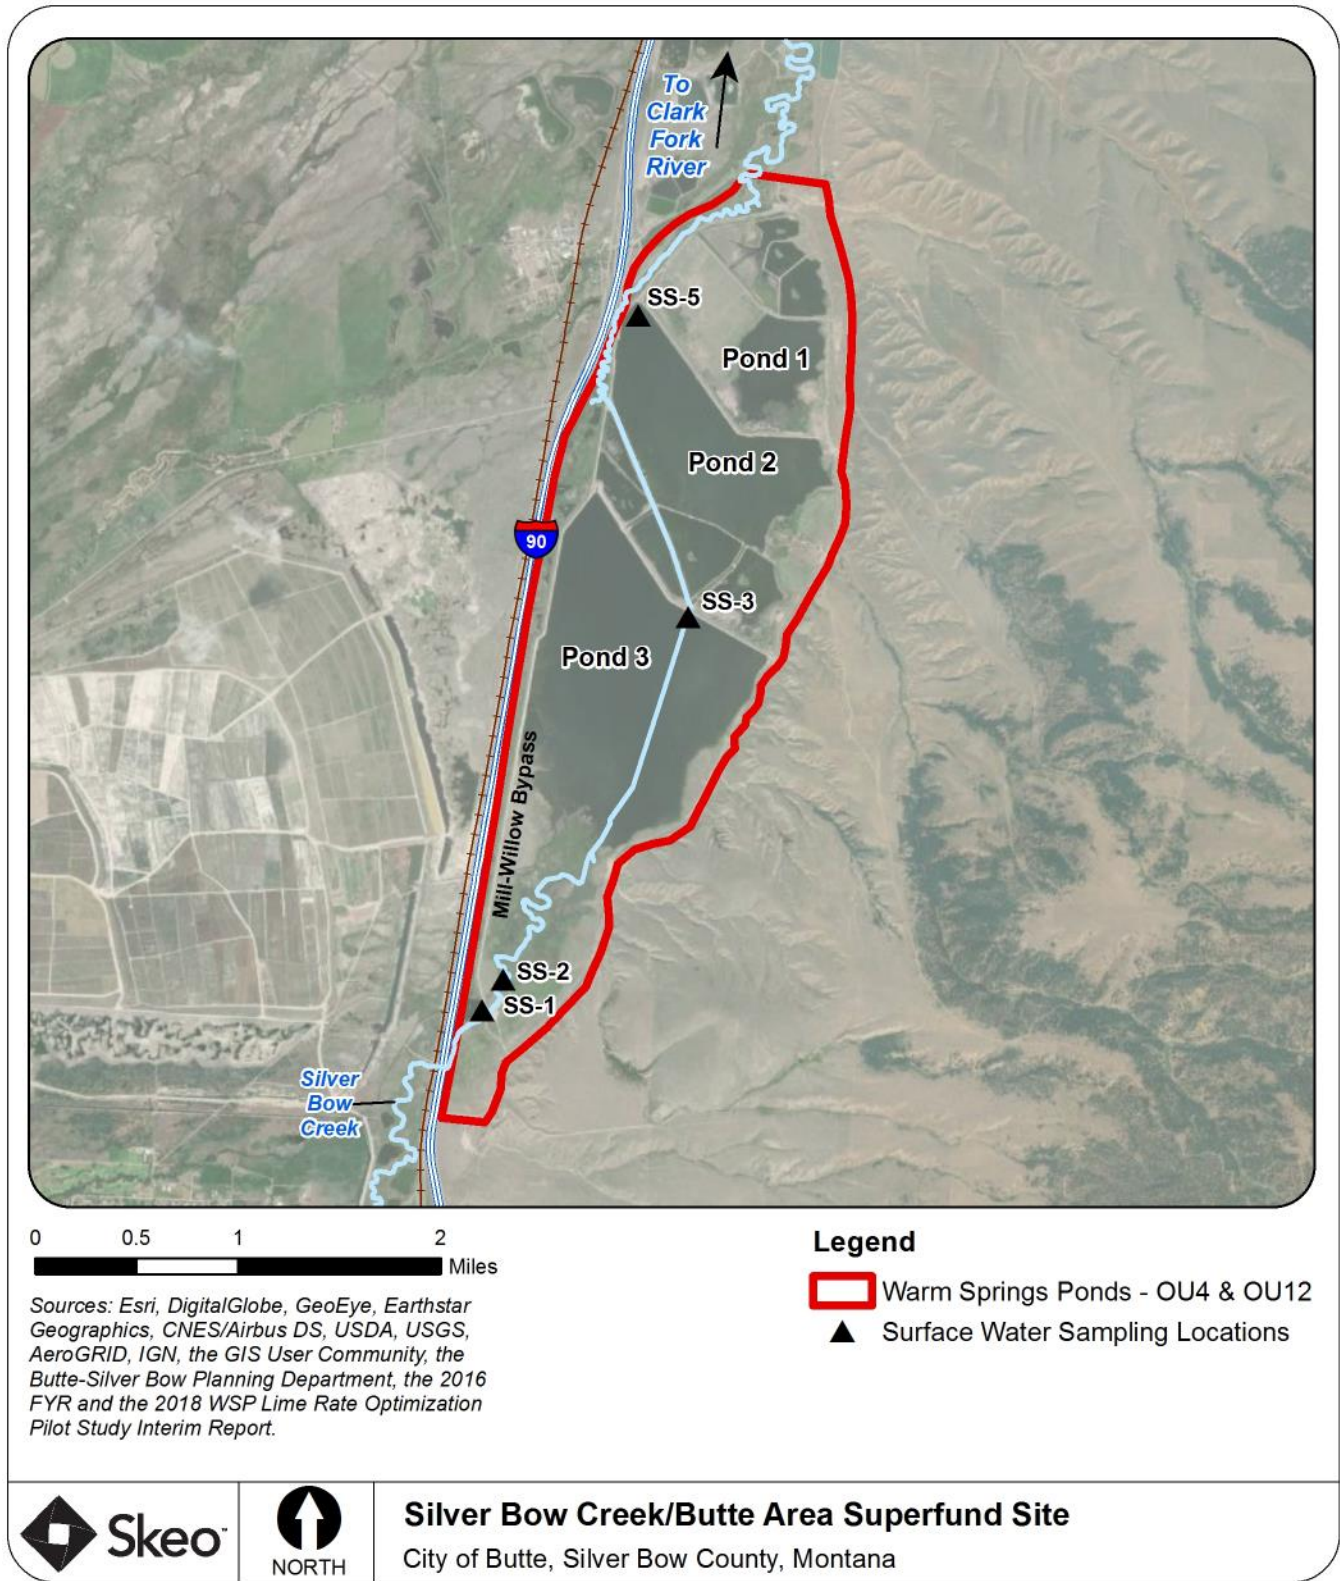 To
Clark
Fork
River
SS-5
Pond 1
Pond 2
90
SS-3
Pond 3
Mill-Willow Bypass
SS-2
SS-1
Silver
Bow
Creek
0 0.5 1 2
Miles
Sources: Esri, DigitalGlobe, GeoEye, Earthstar
Geographics, CNES/Airbus DS, USDA, USGS,
AeroGRID, IGN, the GIS User Community, the
Butte-Silver Bow Planning Department, the 2016
FYR and the 2018 WSP Lime Rate Optimization
Pilot Study Interim Report.
Legend
Warm Springs Ponds - OU4 & OU12
Surface Water Sampling Locations
Skeo™
NORTH
Silver Bow Creek/Butte Area Superfund Site
City of Butte, Silver Bow County, Montana